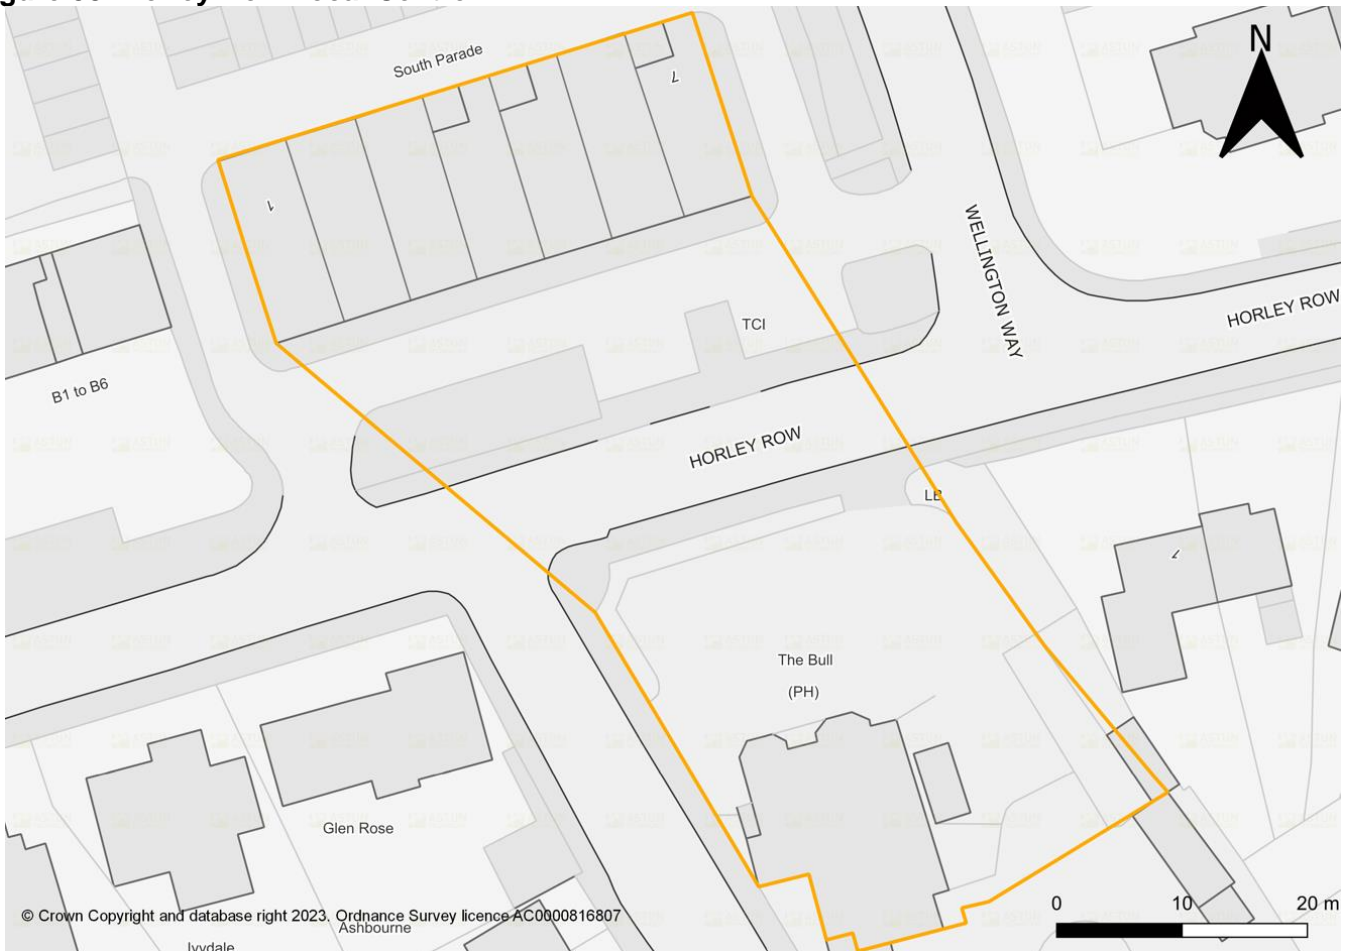 South Parade
7
N
1
WELLINGTON WAY
HORLEY ROW
TCI
B1 to B6
HORLEY ROW
LB
7
The Bull
(PH)
Glen Rose
0 10 20 m
© Crown Copyright and database right 2023. Ordnance Survey licence AC0000816807
Ashbourne
Ivydale